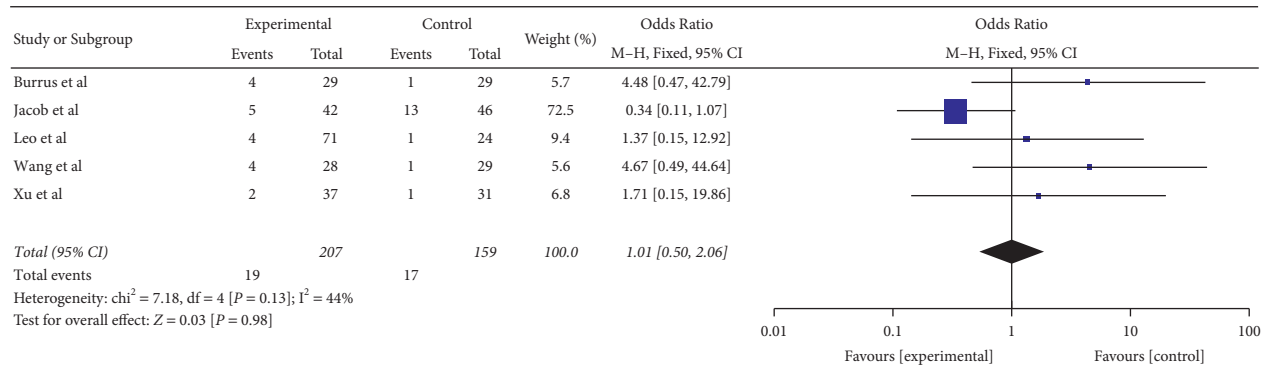 Experimental Control Odds Ratio Odds Ratio
Study or Subgroup Events Total Events Total Weight (%) M–H, Fixed, 95% CI M–H, Fixed, 95% CI
Burrus et al 4 29 1 29 5.7 4.48 [0.47, 42.79]
Jacob et al 5 42 13 46 72.5 0.34 [0.11, 1.07]
Leo et al 4 71 1 24 9.4 1.37 [0.15, 12.92]
Wang et al 4 28 1 29 5.6 4.67 [0.49, 44.64]
Xu et al 2 37 1 31 6.8 1.71 [0.15, 19.86]
Total (95% CI) 207 159 100.0 1.01 [0.50, 2.06]
Total events 19 17
Heterogeneity: chi² = 7.18, df = 4 [P = 0.13]; I² = 44%
Test for overall effect: Z = 0.03 [P = 0.98]
0.01 0.1 1 10 100
Favours [experimental] Favours [control]